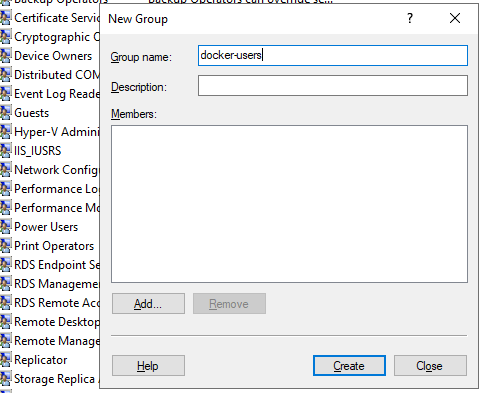 Backup Operators Backup Operators can override se...
Certificate Servic
Cryptographic O
Device Owners
Distributed COM
Event Log Reade
Guests
Hyper-V Admini
IIS_IUSRS
Network Configu
Performance Log
Performance Mo
Power Users
Print Operators
RDS Endpoint Se
RDS Managemen
RDS Remote Acc
Remote Desktop
Remote Manage
Replicator
Storage Replica A
New Group
Group name:
docker-users
Description:
Members:
Add...
Remove
Help
Create
Close